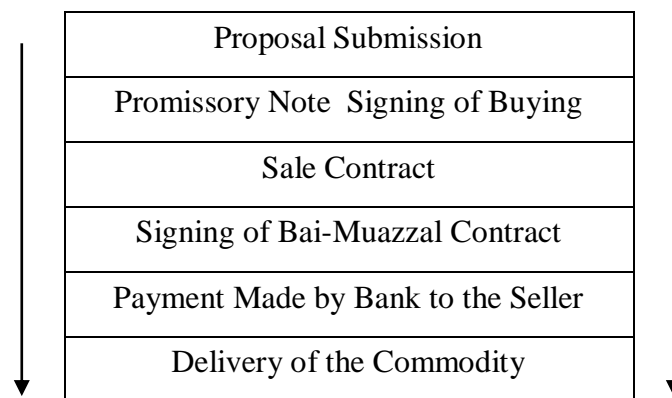 Proposal Submission
Promissory Note  Signing of Buying
Sale Contract
Signing of Bai-Muazzal Contract
Payment Made by Bank to the Seller
Delivery of the Commodity